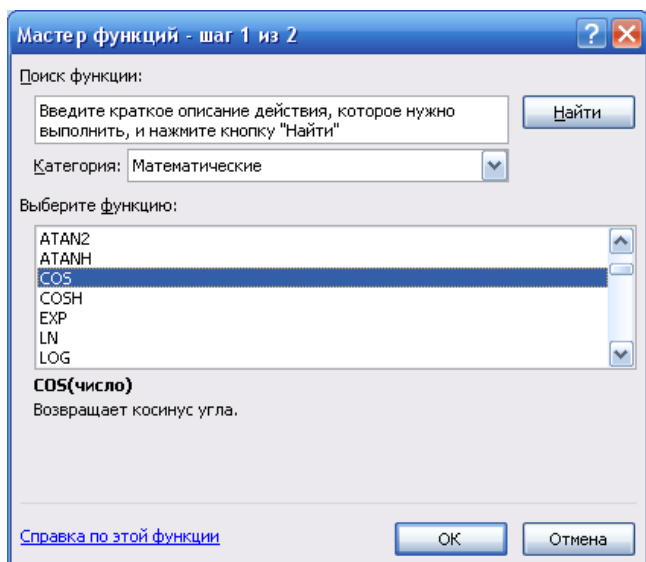 Мастер функций - шаг 1 из 2
Поиск функции:
Введите краткое описание действия, которое нужно
выполнить, и нажмите кнопку "Найти"
Найти
Категория: Математические
Выберите функцию:
ATAN2
ATANH
COS
COSH
EXP
LN
LOG
COS(число)
Возвращает косинус угла.
Справка по этой функции
ОК
Отмена